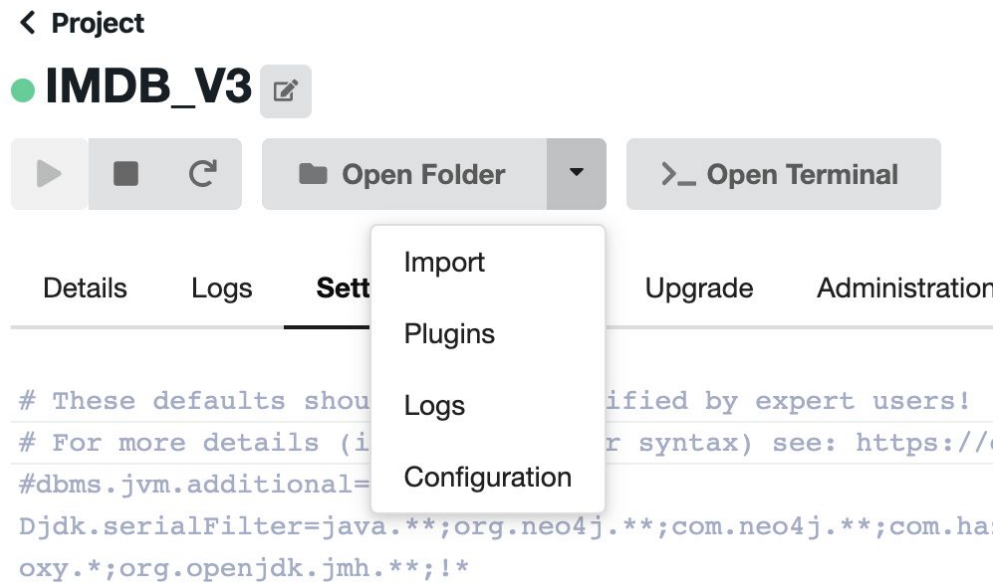 Project
IMDB_V3
Open Folder
>_ Open Terminal
Import
Plugins
Logs
Configuration
Details Logs Sett Upgrade Administration
# These defaults shou ified by expert users!
# For more details (i r syntax) see: https://
#dbms.jvm.additional=
Djdk.serialFilter=java.**;org.neo4j.**;com.neo4j.**;com.ha
oxy.*;org.openjdk.jmh.**;!*